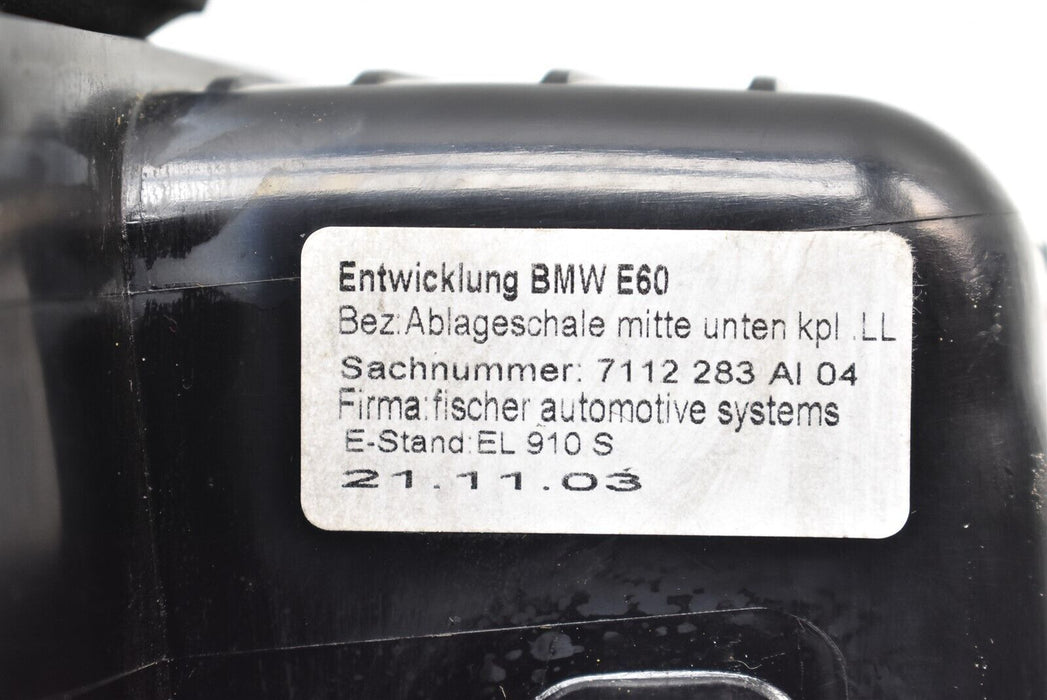 Entwicklung BMW E60
Bez:Ablageschale mitte unten kpl .LL
Sachnummer: 7112 283 AI 04
Firma:fischer automotive systems
E-Stand:EL 910 S
21.11.03